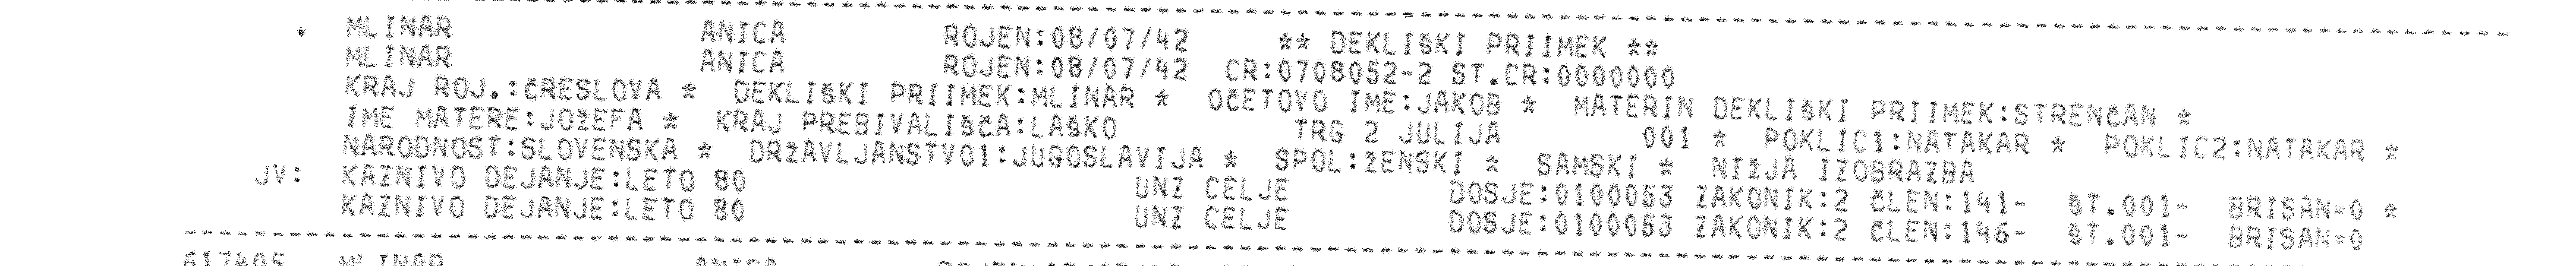 . MLINAR ANICA ROJEN:08/07/42 ** DEKLIŠKI PRIIMEK **
MLINAR ANICA ROJEN:08/07/42 CR:0708052-2 ST.CR:0000000
KRAJ ROJ.:ČRESLOVA * DEKLIŠKI PRIIMEK:MLINAR * OČETOVO IME:JAKOB * MATERIN DEKLIŠKI PRIIMEK:STRENČAN *
IME MATERE:JOŽEFA * KRAJ PREBIVALIŠČA:LAŠKO TRG 2 JULIJA 001 * POKLIC1:NATAKAR * POKLIC2:NATAKAR *
NARODNOST:SLOVENSKA * DRŽAVLJANSTVO1:JUGOSLAVIJA * SPOL:ŽENSKI * SAMSKI * NIŽJA IZOBRAZBA
JV: KAZNIVO DEJANJE:LETO 80 UNZ CELJE DOSJE:0100053 ZAKONIK:2 ČLEN:141- ŠT.001- BRISAN=0 *
KAZNIVO DEJANJE:LETO 80 UNZ CELJE DOSJE:0100053 ZAKONIK:2 ČLEN:146- ŠT.001- BRISAN=0
MLINAR ANICA